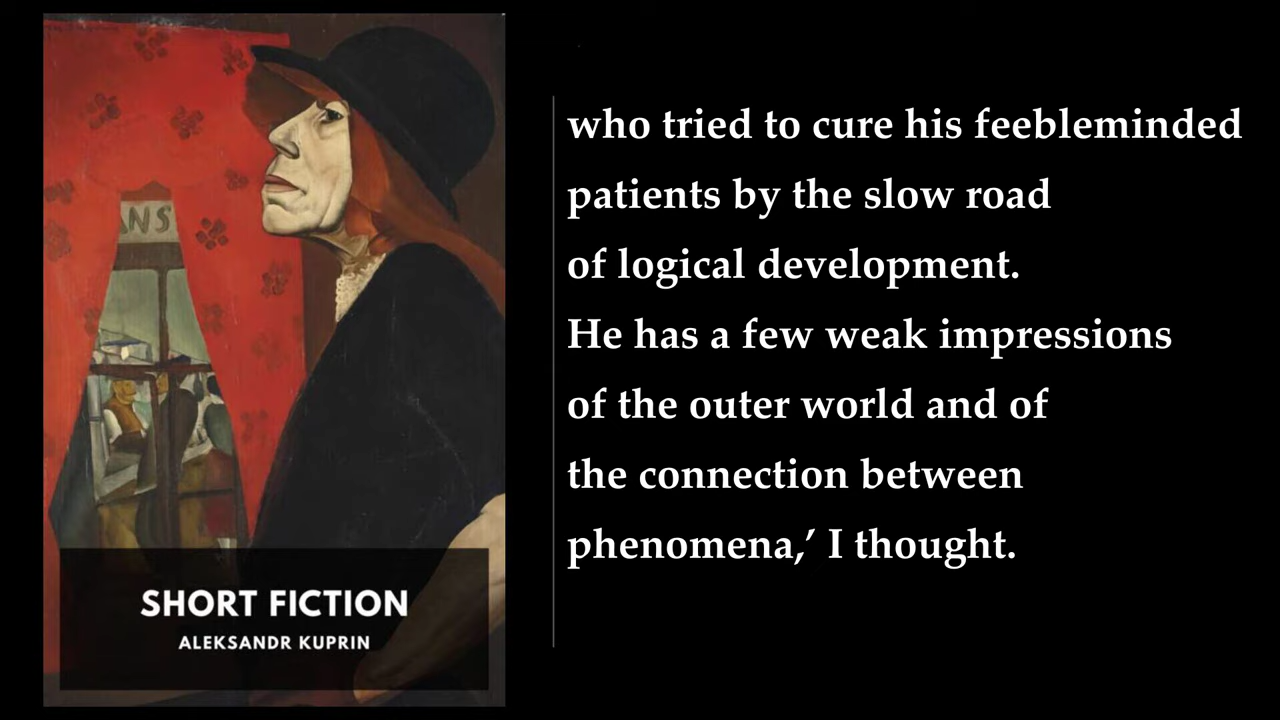 ANS
SHORT FICTION
ALEKSANDR KUPRIN
who tried to cure his feebleminded
patients by the slow road
of logical development.
He has a few weak impressions
of the outer world and of
the connection between
phenomena,’ I thought.